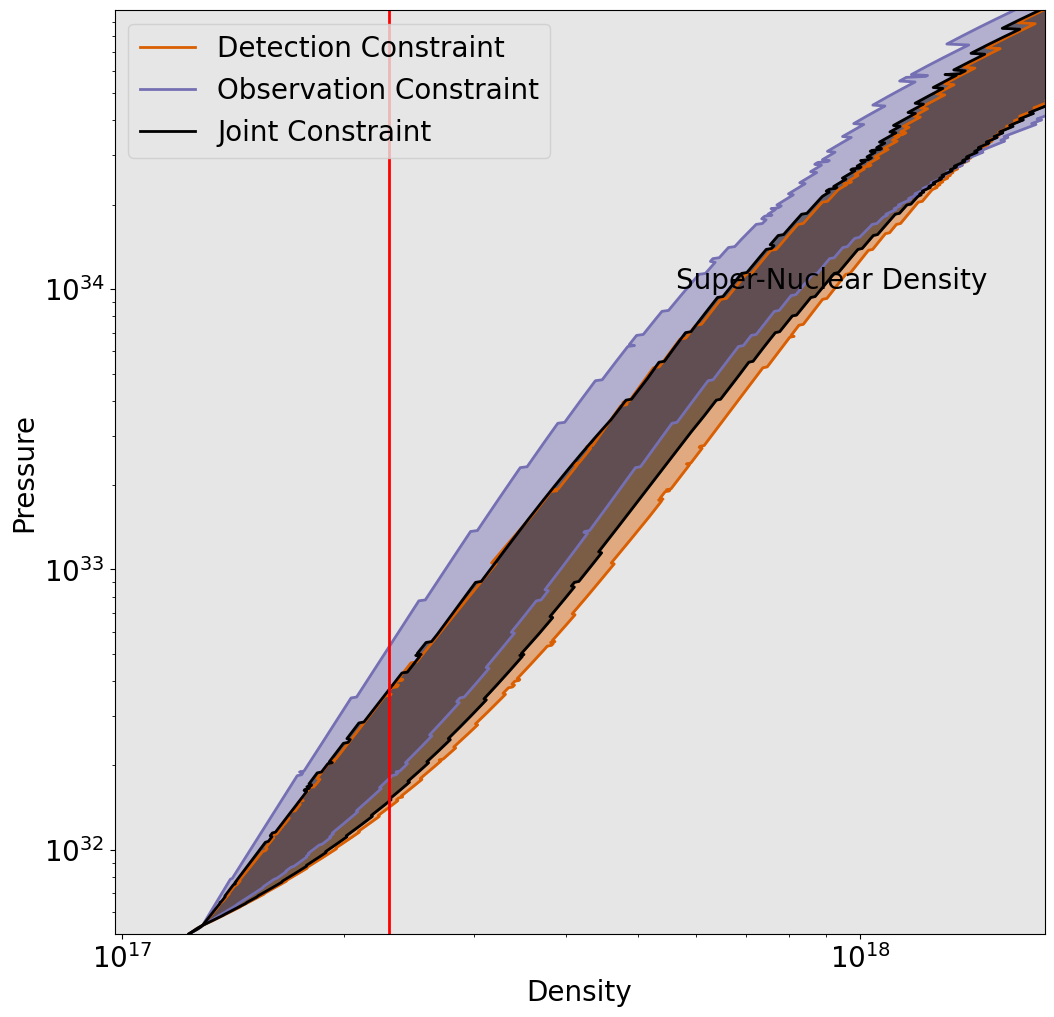 Detection Constraint
Observation Constraint
Joint Constraint
10^34
Super-Nuclear Density
Pressure
10^33
10^32
10^17
10^18
Density